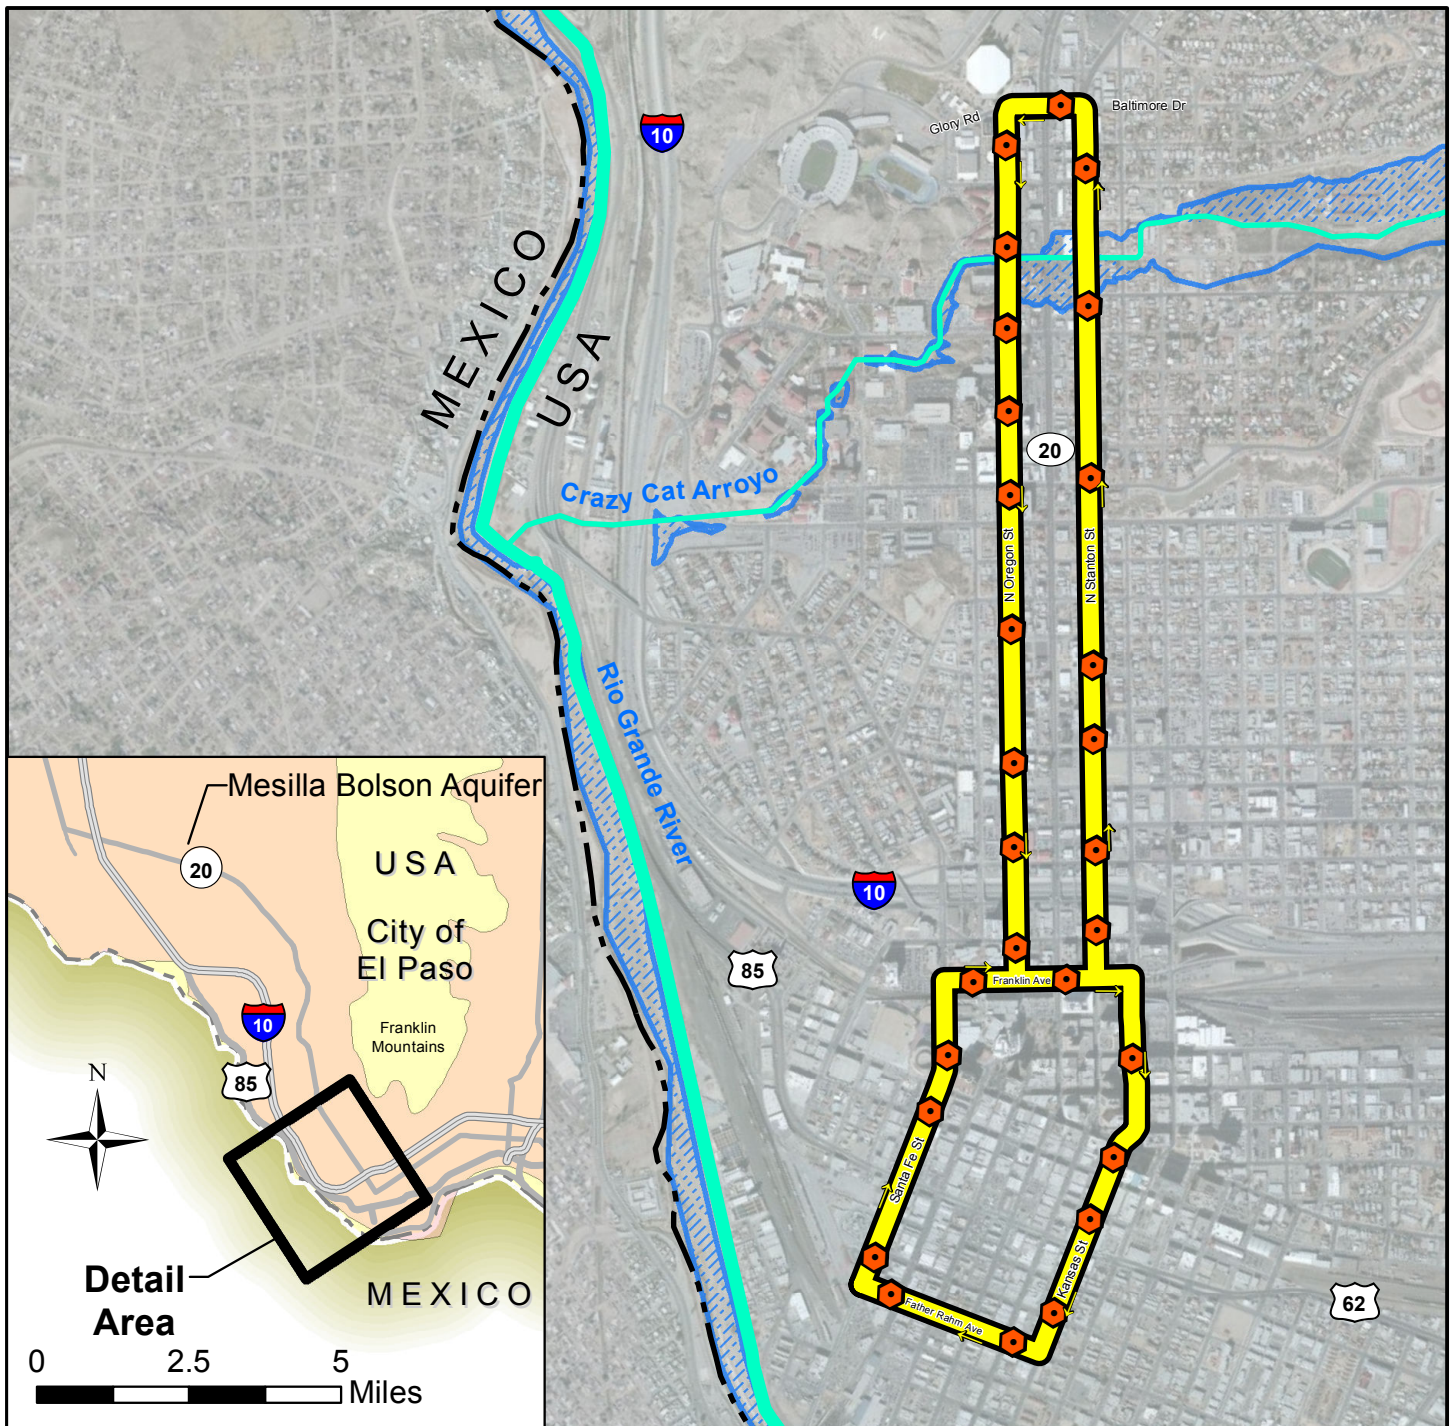 10
Glory Rd
Baltimore Dr
MEXICO
USA
20
Crazy Cat Arroyo
N Oregon St
N Stanton St
Rio Grande River
10
85
Franklin Ave
Santa Fe St
Kansas St
Father Rahm Ave
62
Mesilla Bolson Aquifer
20
USA
City of
El Paso
Franklin
Mountains
10
85
N
Detail
Area
MEXICO
0 2.5 5
Miles